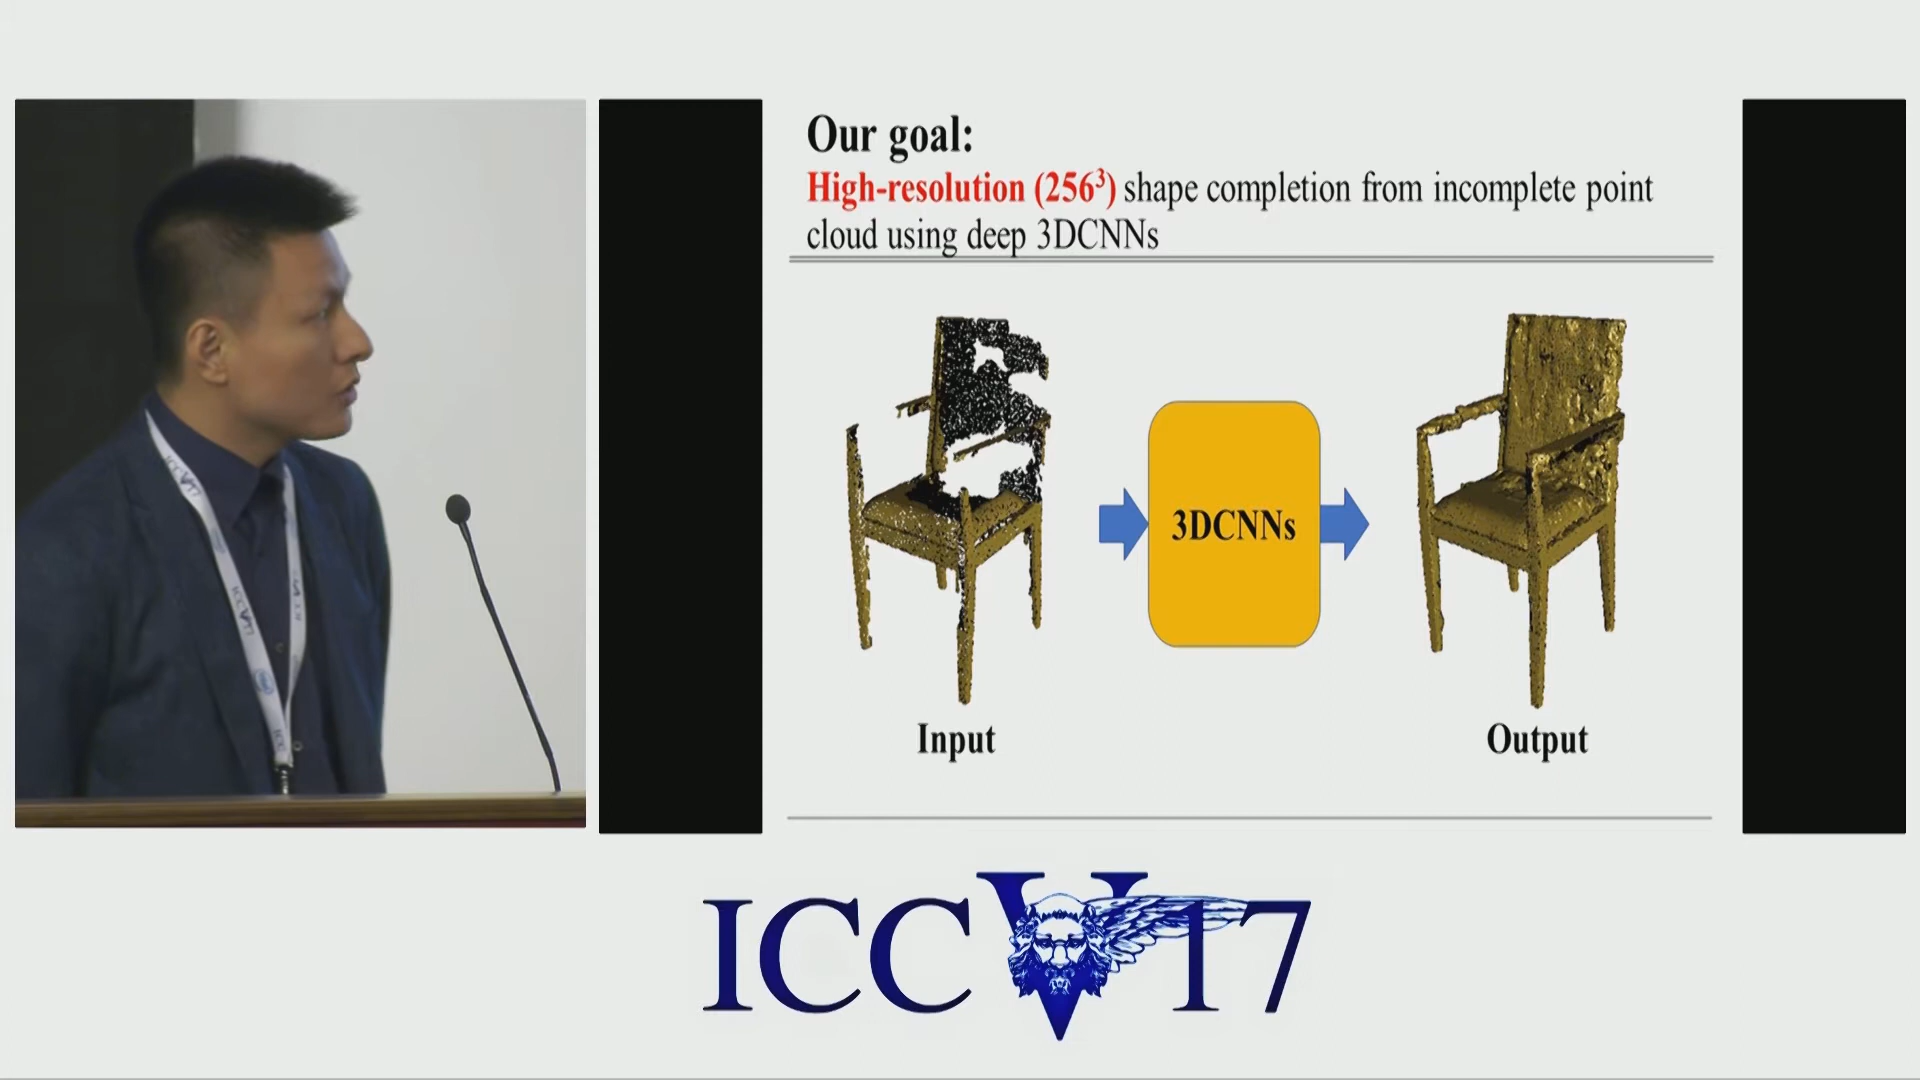 Our goal:
High-resolution (256³) shape completion from incomplete point
cloud using deep 3DCNNs
3DCNNs
Input
Output
ICCV17